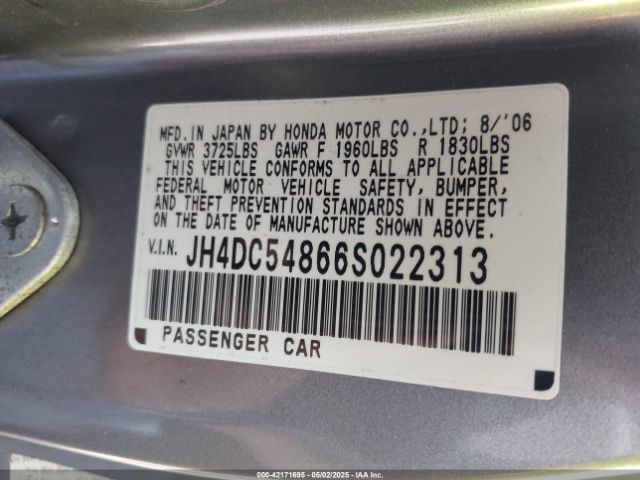 MFD.IN JAPAN BY HONDA MOTOR CO.,LTD; 8/'06
GVWR 3725LBS GAWR F 1960LBS R 1830LBS
THIS VEHICLE CONFORMS TO ALL APPLICABLE
FEDERAL MOTOR VEHICLE SAFETY, BUMPER,
AND THEFT PREVENTION STANDARDS IN EFFECT
ON THE DATE OF MANUFACTURE SHOWN ABOVE.
V.I.N. JH4DC54866S022313
PASSENGER CAR
00-42171695 - 05/02/2025 - IAAI Inc.